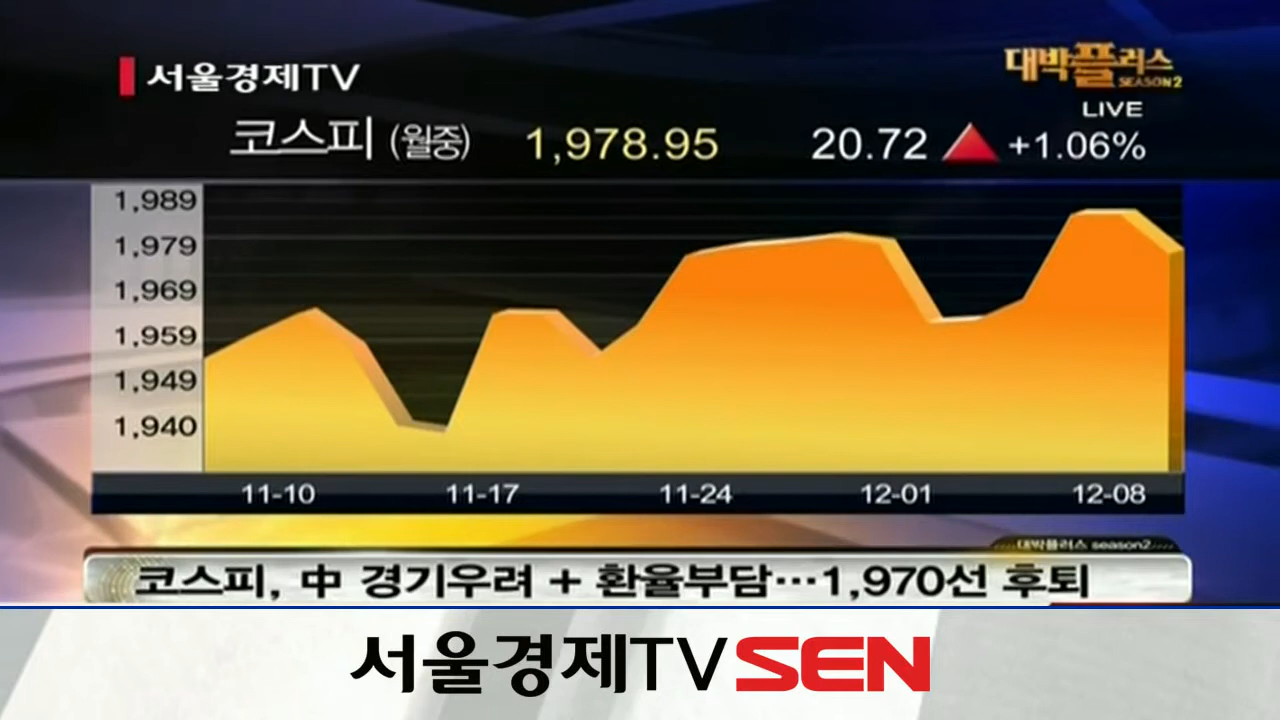 서울경제TV
대박플러스
SEASON2
LIVE
코스피 (월중) 1,978.95 20.72 ▲ +1.06%
1,989
1,979
1,969
1,959
1,949
1,940
11-10 11-17 11-24 12-01 12-08
대박플러스 season2
코스피, 中 경기우려 + 환율부담…1,970선 후퇴
서울경제TV SEN